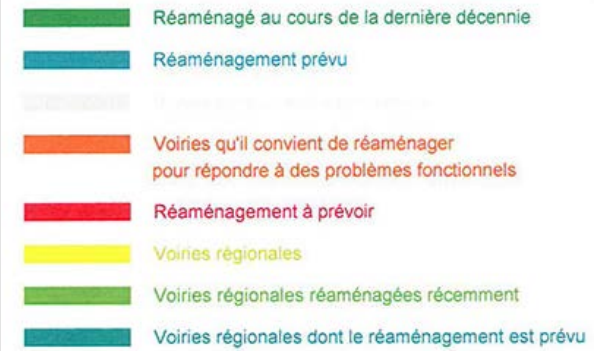 Réaménagé au cours de la dernière décennie
Réaménagement prévu
Voiries qu'il convient de réaménager
pour répondre à des problèmes fonctionnels
Réaménagement à prévoir
Voiries régionales
Voiries régionales réaménagées récemment
Voiries régionales dont le réaménagement est prévu